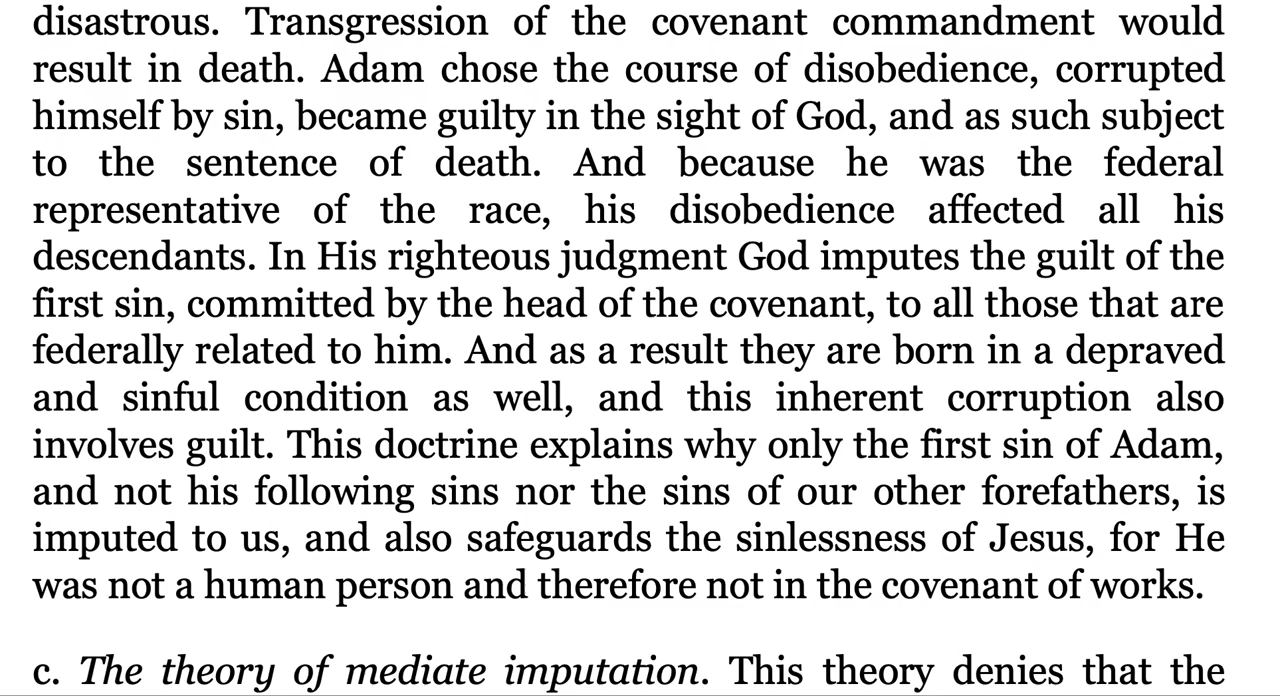 disastrous. Transgression of the covenant commandment would
result in death. Adam chose the course of disobedience, corrupted
himself by sin, became guilty in the sight of God, and as such subject
to the sentence of death. And because he was the federal
representative of the race, his disobedience affected all his
descendants. In His righteous judgment God imputes the guilt of the
first sin, committed by the head of the covenant, to all those that are
federally related to him. And as a result they are born in a depraved
and sinful condition as well, and this inherent corruption also
involves guilt. This doctrine explains why only the first sin of Adam,
and not his following sins nor the sins of our other forefathers, is
imputed to us, and also safeguards the sinlessness of Jesus, for He
was not a human person and therefore not in the covenant of works.
c. The theory of mediate imputation. This theory denies that the